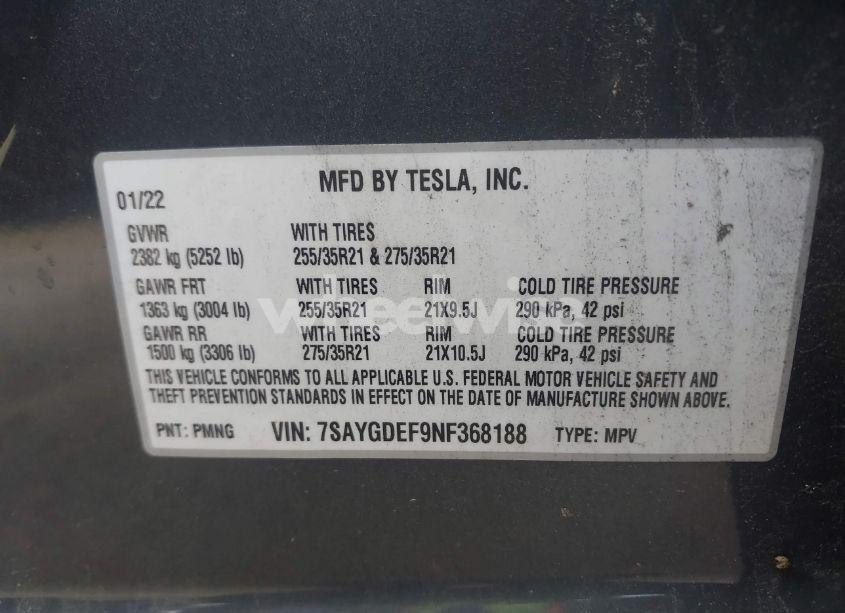 MFD BY TESLA, INC.
01/22
GVWR WITH TIRES
2382 kg (5252 lb) 255/35R21 & 275/35R21
GAWR FRT WITH TIRES RIM COLD TIRE PRESSURE
1363 kg (3004 lb) 255/35R21 21X9.5J 290 kPa, 42 psi
GAWR RR WITH TIRES RIM COLD TIRE PRESSURE
1500 kg (3306 lb) 275/35R21 21X10.5J 290 kPa, 42 psi
THIS VEHICLE CONFORMS TO ALL APPLICABLE U.S. FEDERAL MOTOR VEHICLE SAFETY AND
THEFT PREVENTION STANDARDS IN EFFECT ON THE DATE OF MANUFACTURE SHOWN ABOVE.
PNT: PMNG VIN: 7SAYGDEF9NF368188 TYPE: MPV